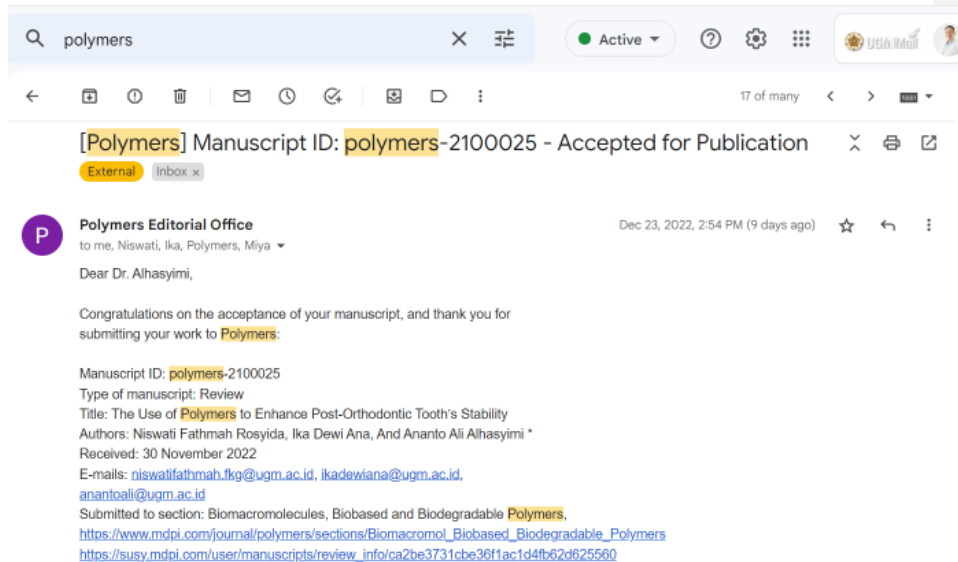 polymers
Active
UGM Mail
17 of many
[Polymers] Manuscript ID: polymers-2100025 - Accepted for Publication
External Inbox ×
P
Polymers Editorial Office
Dec 23, 2022, 2:54 PM (9 days ago)
to me, Niswati, Ika, Polymers, Miya
Dear Dr. Alhasyimi,
Congratulations on the acceptance of your manuscript, and thank you for
submitting your work to Polymers:
Manuscript ID: polymers-2100025
Type of manuscript: Review
Title: The Use of Polymers to Enhance Post-Orthodontic Tooth's Stability
Authors: Niswati Fathmah Rosyida, Ika Dewi Ana, And Ananto Ali Alhasyimi *
Received: 30 November 2022
E-mails: niswatifathmah.fkg@ugm.ac.id, ikadewiana@ugm.ac.id,
anantoali@ugm.ac.id
Submitted to section: Biomacromolecules, Biobased and Biodegradable Polymers,
https://www.mdpi.com/journal/polymers/sections/Biomacromol_Biobased_Biodegradable_Polymers
https://susy.mdpi.com/user/manuscripts/review_info/ca2be3731cbe36f1ac1d4fb62d625560